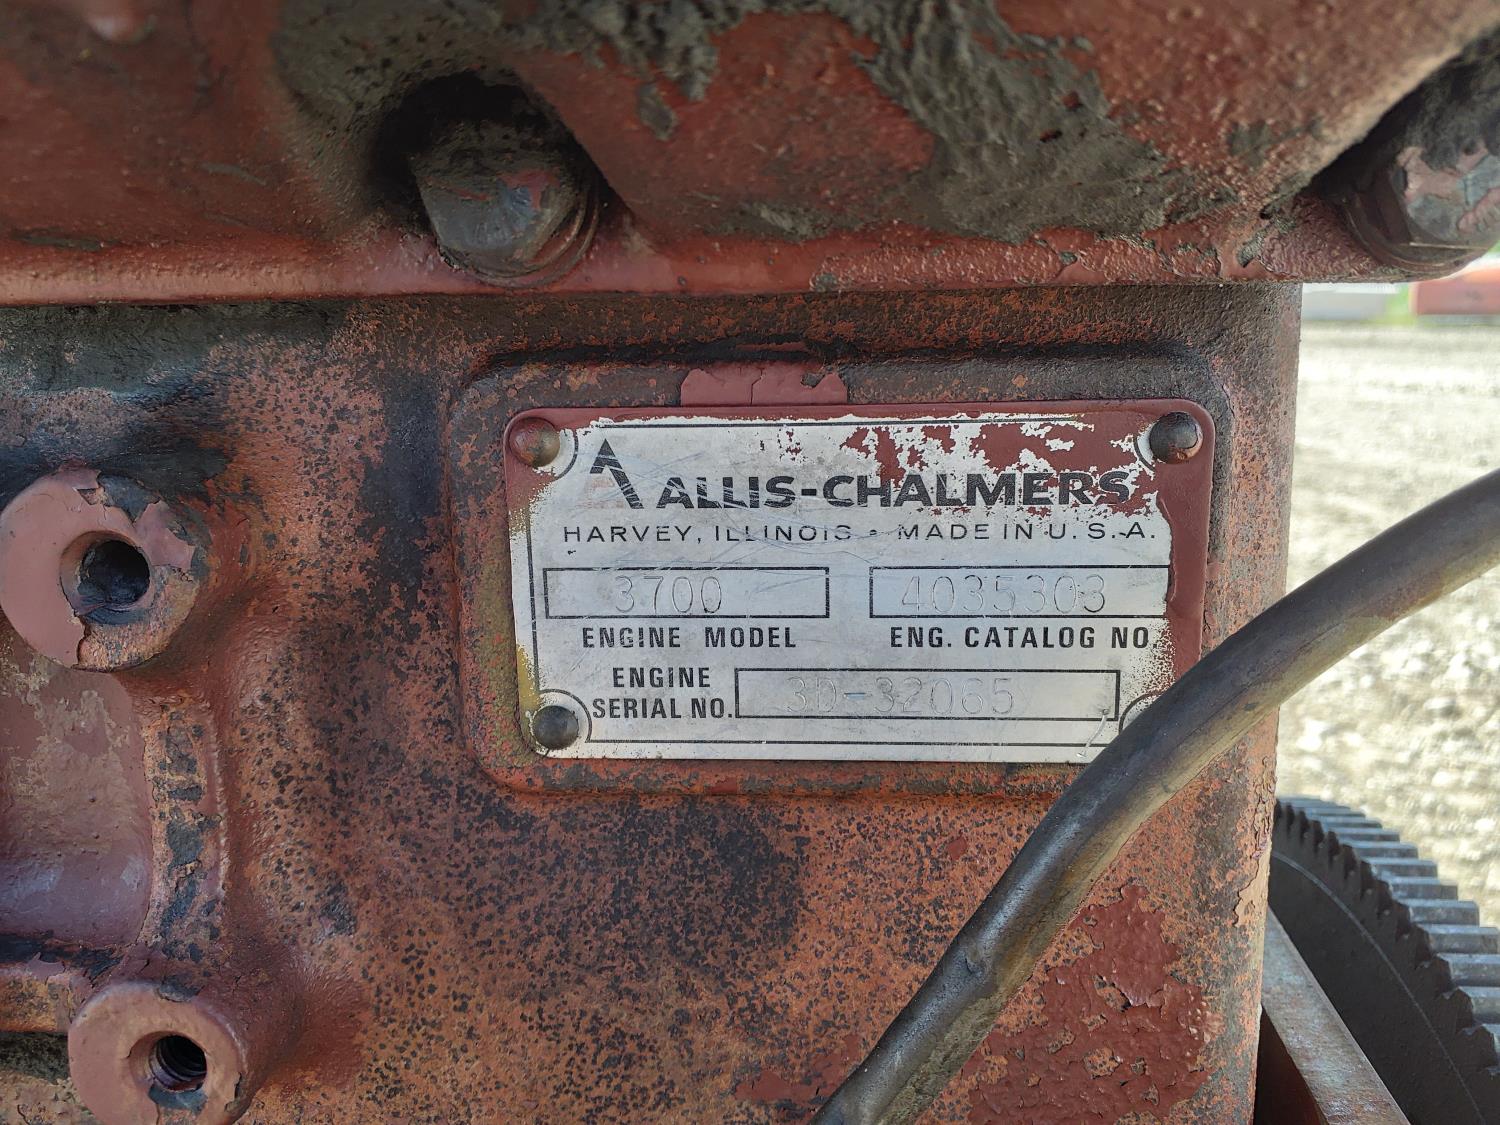 ALLIS-CHALMERS
HARVEY, ILLINOIS • MADE IN U.S.A.
3700 4035303
ENGINE MODEL ENG. CATALOG NO.
ENGINE
SERIAL NO. 3D-32065